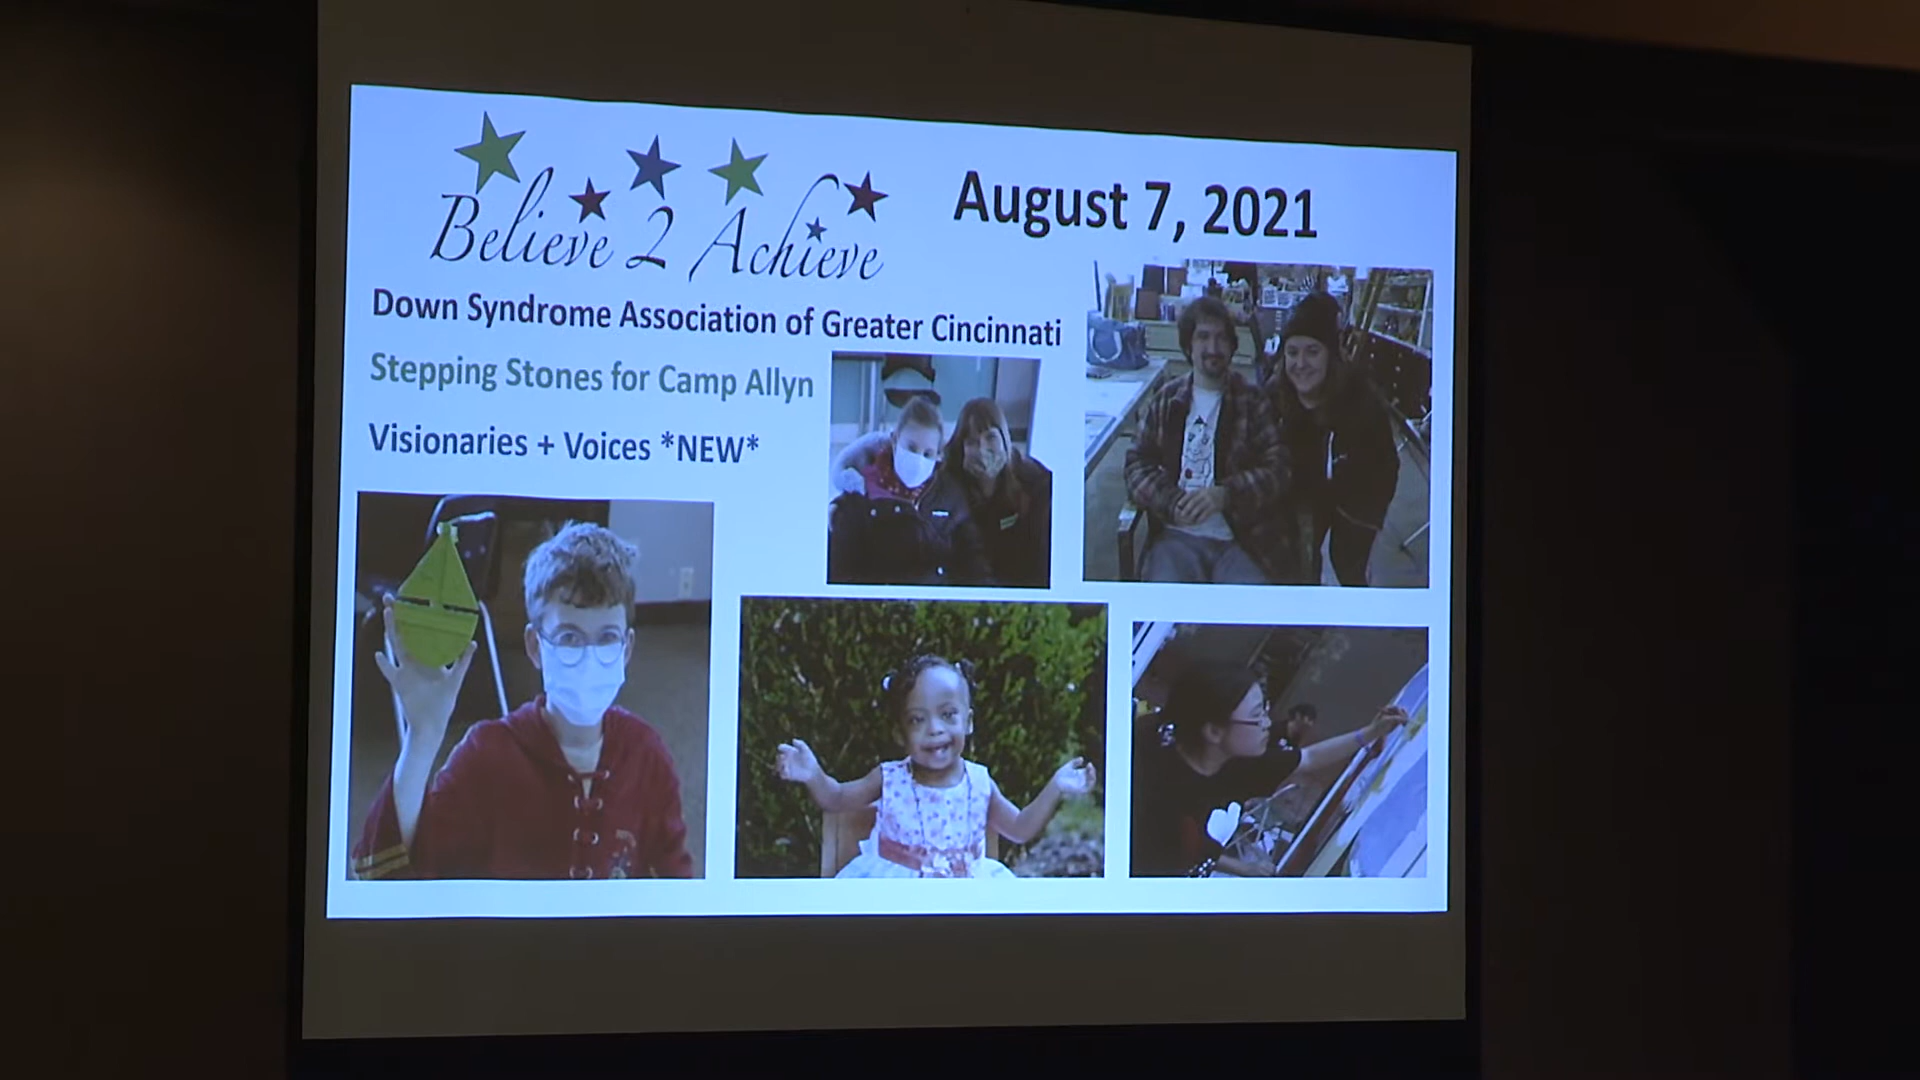 Believe 2 Achieve
August 7, 2021
Down Syndrome Association of Greater Cincinnati
Stepping Stones for Camp Allyn
Visionaries + Voices *NEW*